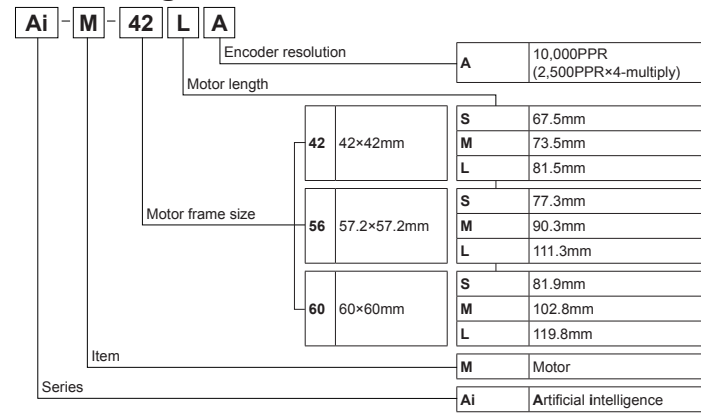 Ai - M - 42 L A
Encoder resolution
A 10,000PPR
(2,500PPR×4-multiply)
Motor length
42 42×42mm
S 67.5mm
M 73.5mm
L 81.5mm
Motor frame size
56 57.2×57.2mm
S 77.3mm
M 90.3mm
L 111.3mm
60 60×60mm
S 81.9mm
M 102.8mm
L 119.8mm
Item
M Motor
Series
Ai Artificial intelligence